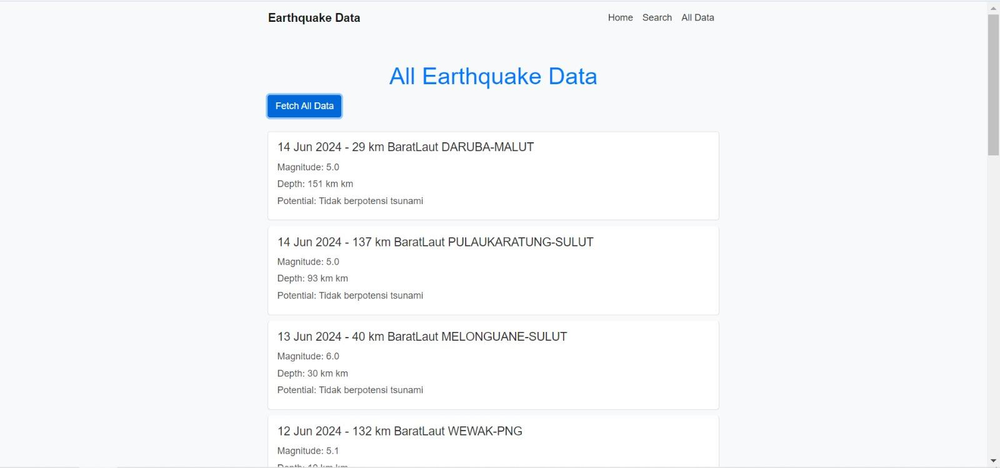 Earthquake Data
Home Search All Data
All Earthquake Data
Fetch All Data
14 Jun 2024 - 29 km BaratLaut DARUBA-MALUT
Magnitude: 5.0
Depth: 151 km km
Potential: Tidak berpotensi tsunami
14 Jun 2024 - 137 km BaratLaut PULAUKARATUNG-SULUT
Magnitude: 5.0
Depth: 93 km km
Potential: Tidak berpotensi tsunami
13 Jun 2024 - 40 km BaratLaut MELONGUANE-SULUT
Magnitude: 6.0
Depth: 30 km km
Potential: Tidak berpotensi tsunami
12 Jun 2024 - 132 km BaratLaut WEWAK-PNG
Magnitude: 5.1
Depth: 10 km km